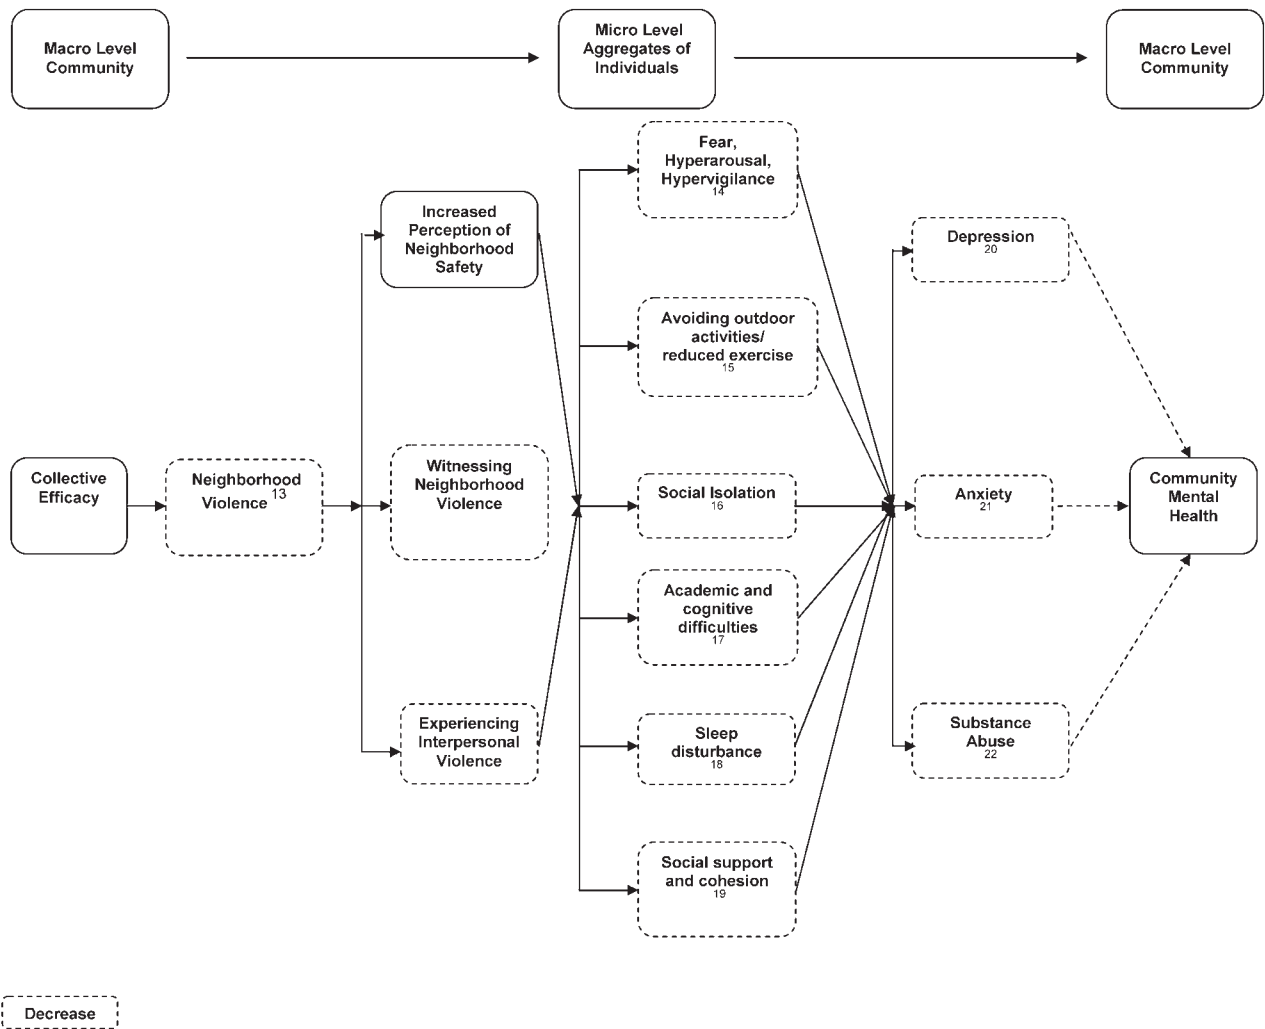 Macro Level
Community
Micro Level
Aggregates of
Individuals
Macro Level
Community
Fear,
Hyperarousal,
Hypervigilance
14
Increased
Perception of
Neighborhood
Safety
Depression
20
Avoiding outdoor
activities/
reduced exercise
15
Collective
Efficacy
Neighborhood
Violence 13
Witnessing
Neighborhood
Violence
Social Isolation
16
Anxiety
21
Community
Mental
Health
Academic and
cognitive
difficulties
17
Experiencing
Interpersonal
Violence
Sleep
disturbance
18
Substance
Abuse
22
Social support
and cohesion
19
Decrease